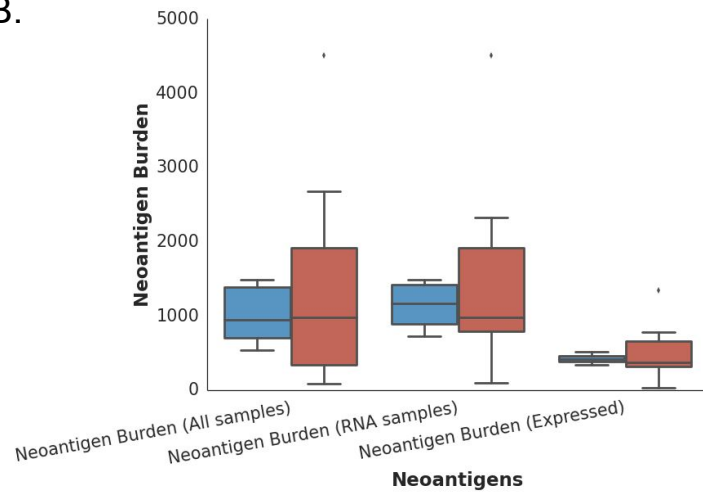 B.
5000
4000
3000
2000
1000
0
Neoantigen Burden
Neoantigen Burden (All samples)
Neoantigen Burden (RNA samples)
Neoantigen Burden (Expressed)
Neoantigens